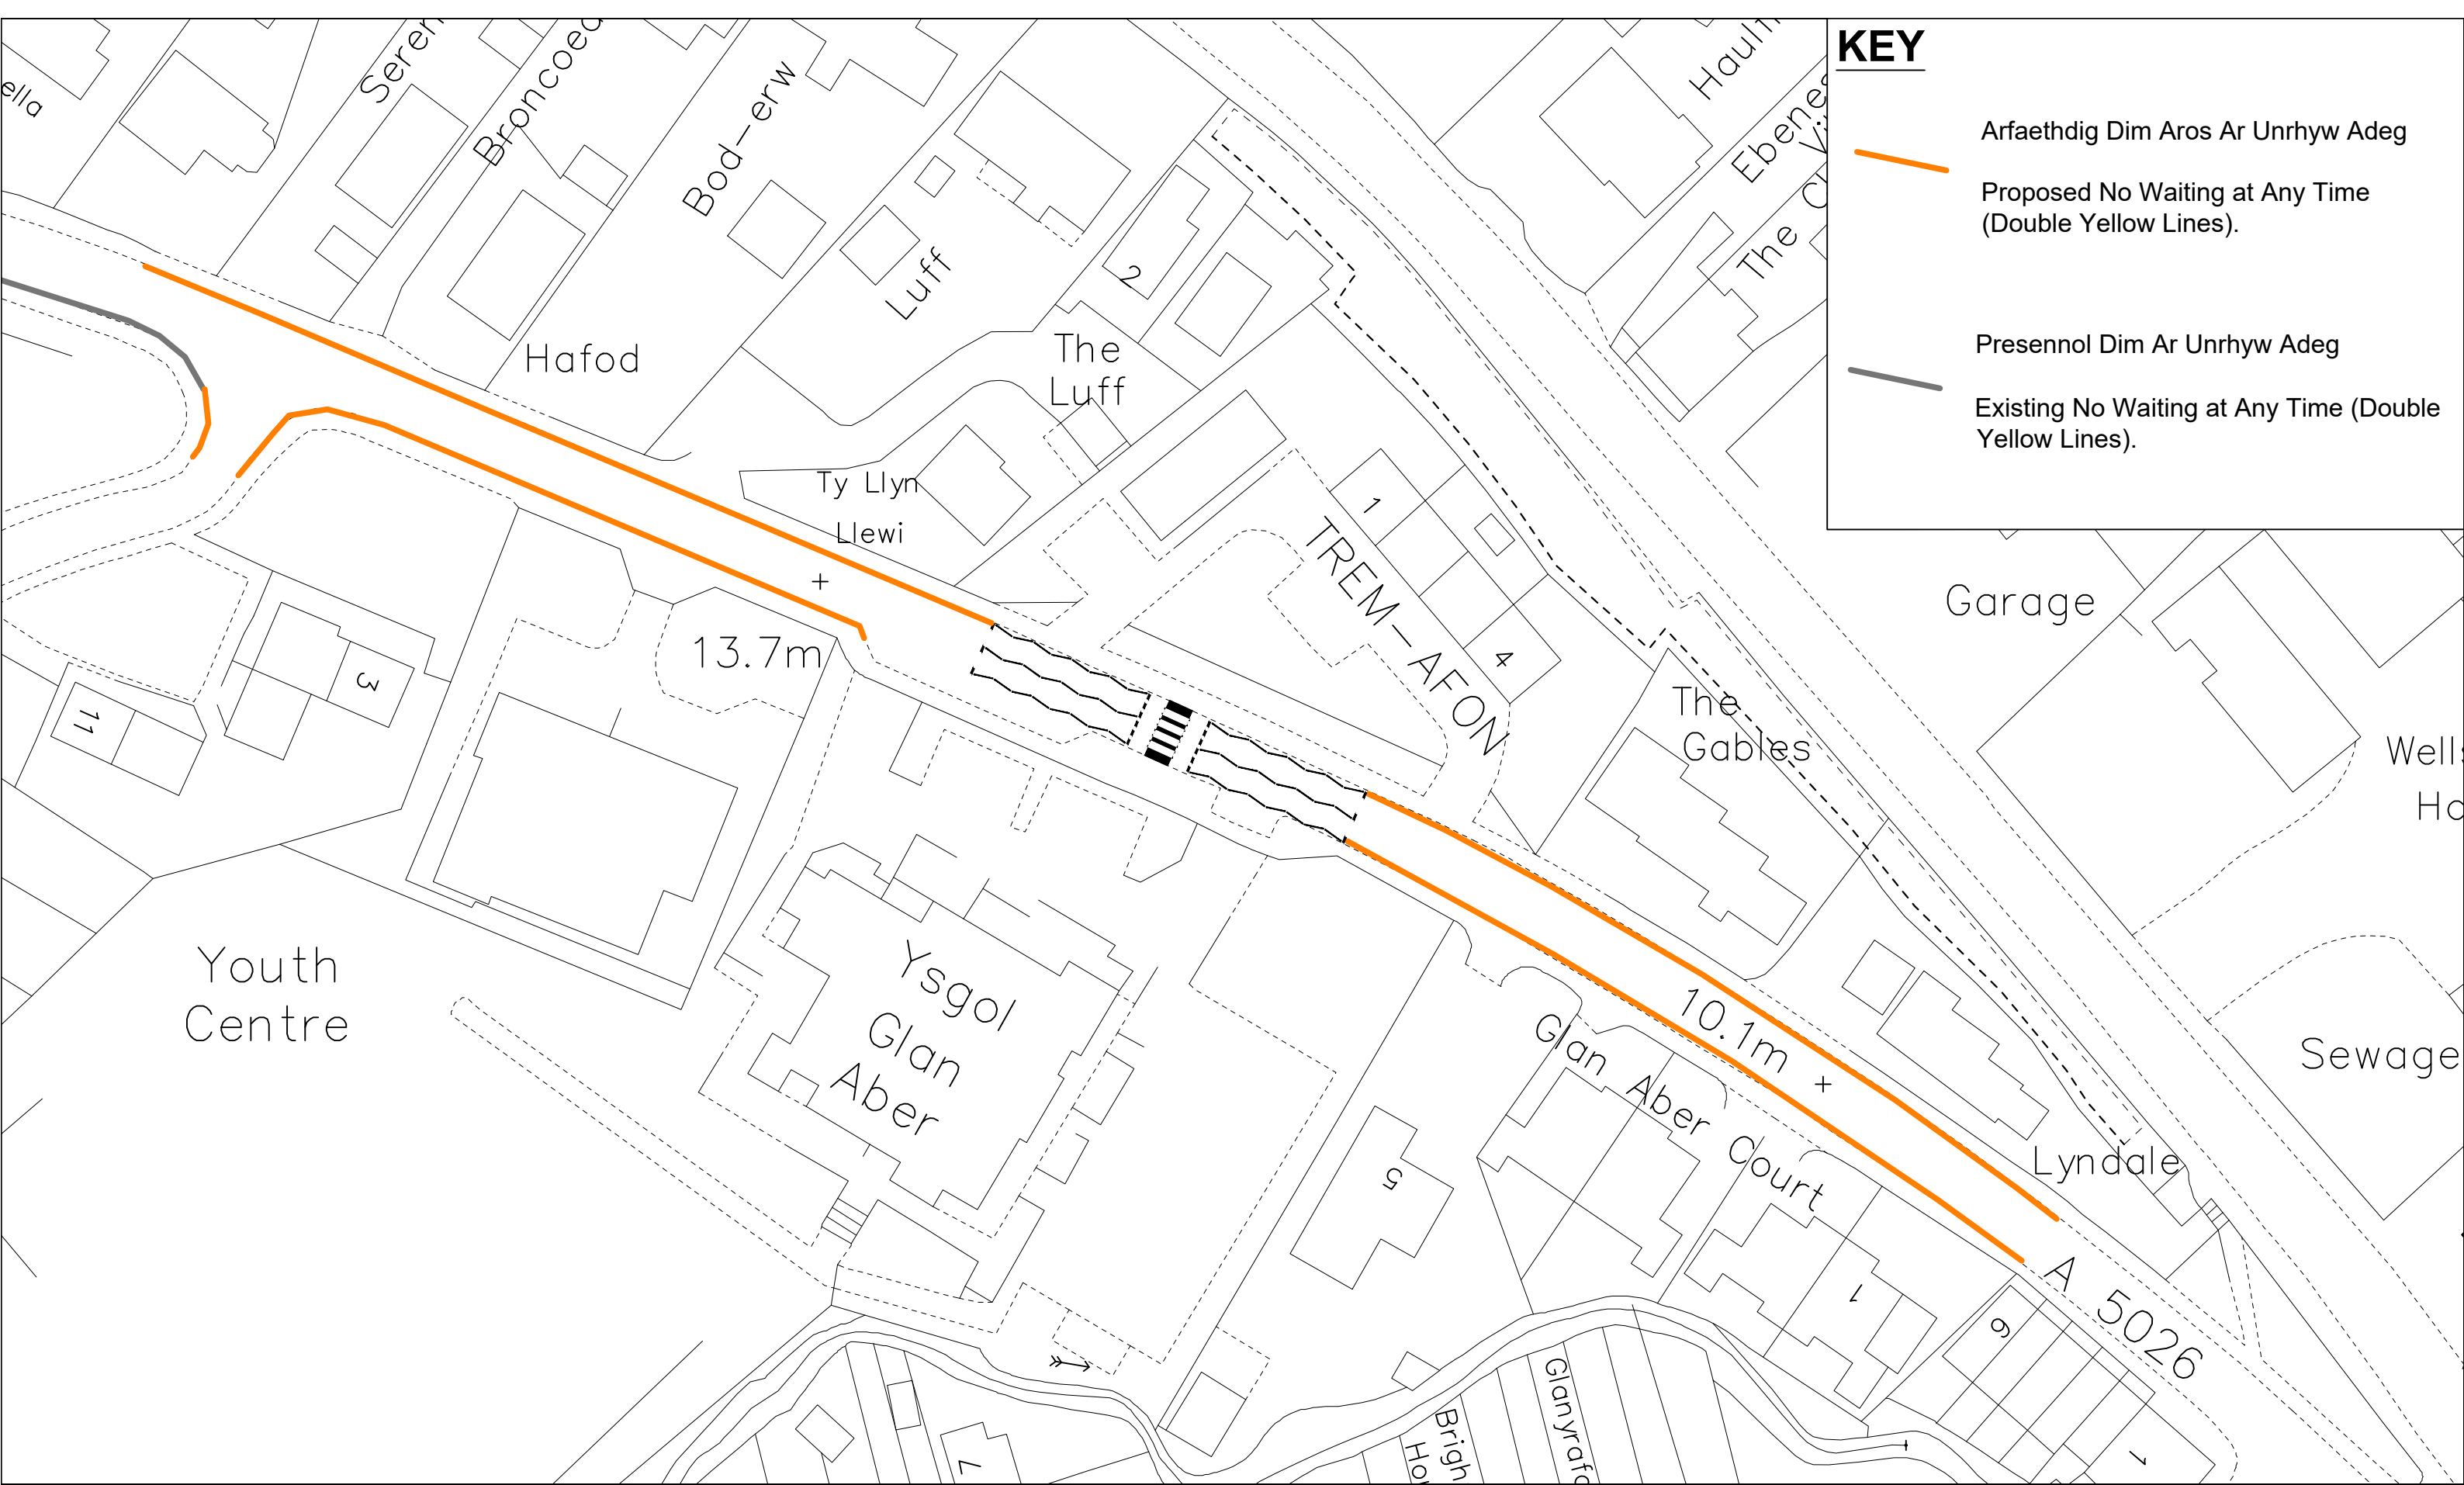 KEY
Arfaethdig Dim Aros Ar Unrhyw Adeg
Proposed No Waiting at Any Time
(Double Yellow Lines).
Presennol Dim Ar Unrhyw Adeg
Existing No Waiting at Any Time (Double
Yellow Lines).
Bod-erw
Hafod
Luff
2
The
Luff
Ty Llyn
Llewi
1
TREM-AFON
4
The
Gables
Garage
13.7m
3
11
Youth
Centre
Ysgol
Glan
Aber
10.1m
Glan Aber Court
Sewage
Lyndale
5
1
6
A 5026
1
7